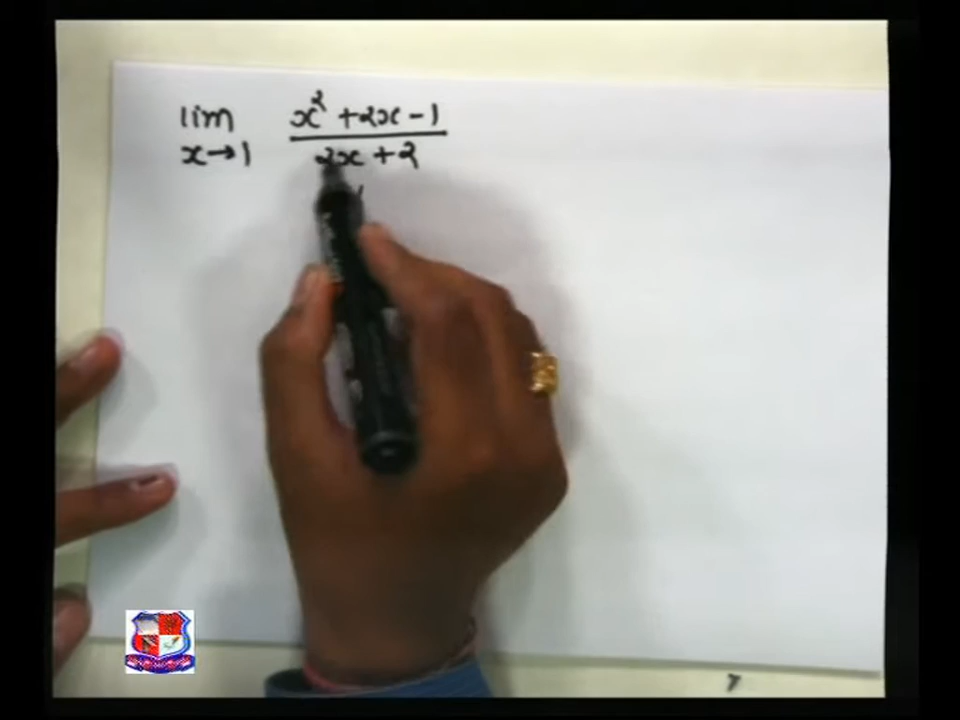 lim x² + 2x - 1
x→1 2x + 2